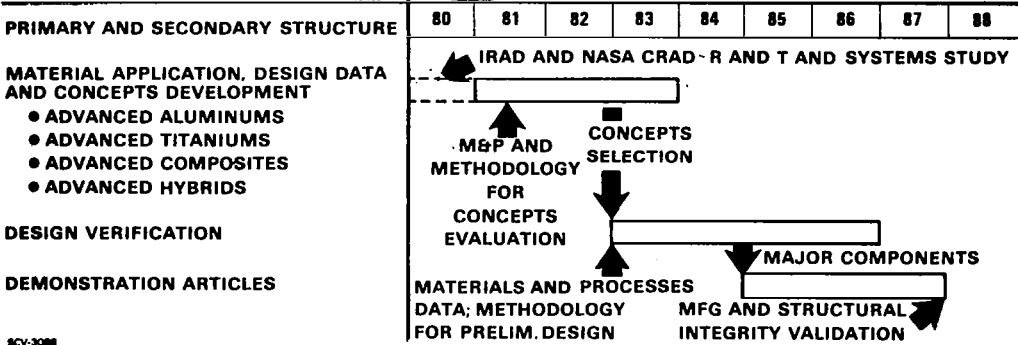 PRIMARY AND SECONDARY STRUCTURE
80 81 82 83 84 85 86 87 88
IRAD AND NASA CRAD-R AND T AND SYSTEMS STUDY
MATERIAL APPLICATION, DESIGN DATA
AND CONCEPTS DEVELOPMENT
● ADVANCED ALUMINUMS
● ADVANCED TITANIUMS
● ADVANCED COMPOSITES
● ADVANCED HYBRIDS
M&P AND
METHODOLOGY
FOR
CONCEPTS
EVALUATION
CONCEPTS
SELECTION
DESIGN VERIFICATION
MAJOR COMPONENTS
DEMONSTRATION ARTICLES
MATERIALS AND PROCESSES
DATA; METHODOLOGY
FOR PRELIM. DESIGN
MFG AND STRUCTURAL
INTEGRITY VALIDATION
SCV-3088